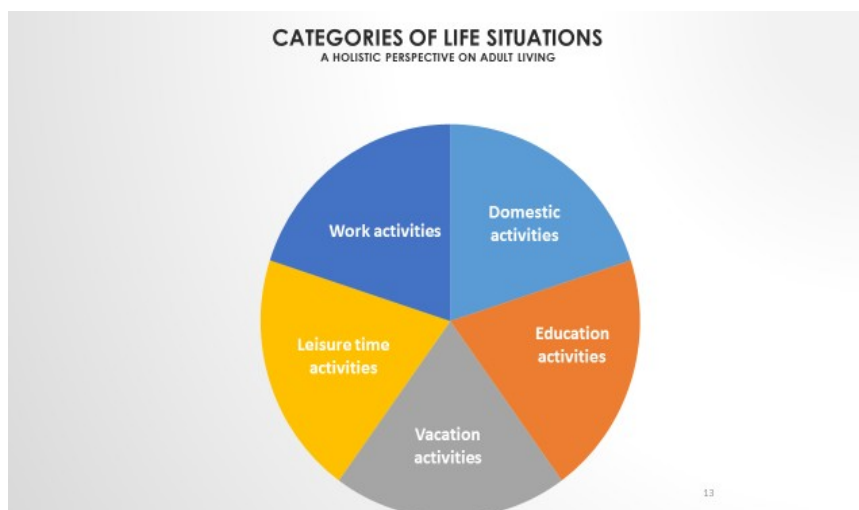 CATEGORIES OF LIFE SITUATIONS
A HOLISTIC PERSPECTIVE ON ADULT LIVING
Domestic
activities
Work activities
Education
activities
Leisure time
activities
Vacation
activities
13